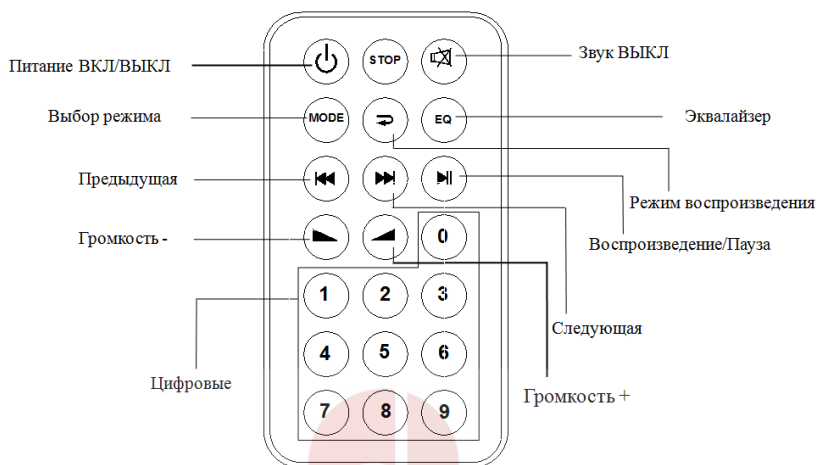 Питание ВКЛ/ВЫКЛ
STOP
Звук ВЫКЛ
Выбор режима
MODE
EQ
Эквалайзер
Предыдущая
Режим воспроизведения
Громкость -
0
Воспроизведение/Пауза
1 2 3
Следующая
4 5 6
Цифровые
Громкость +
7 8 9